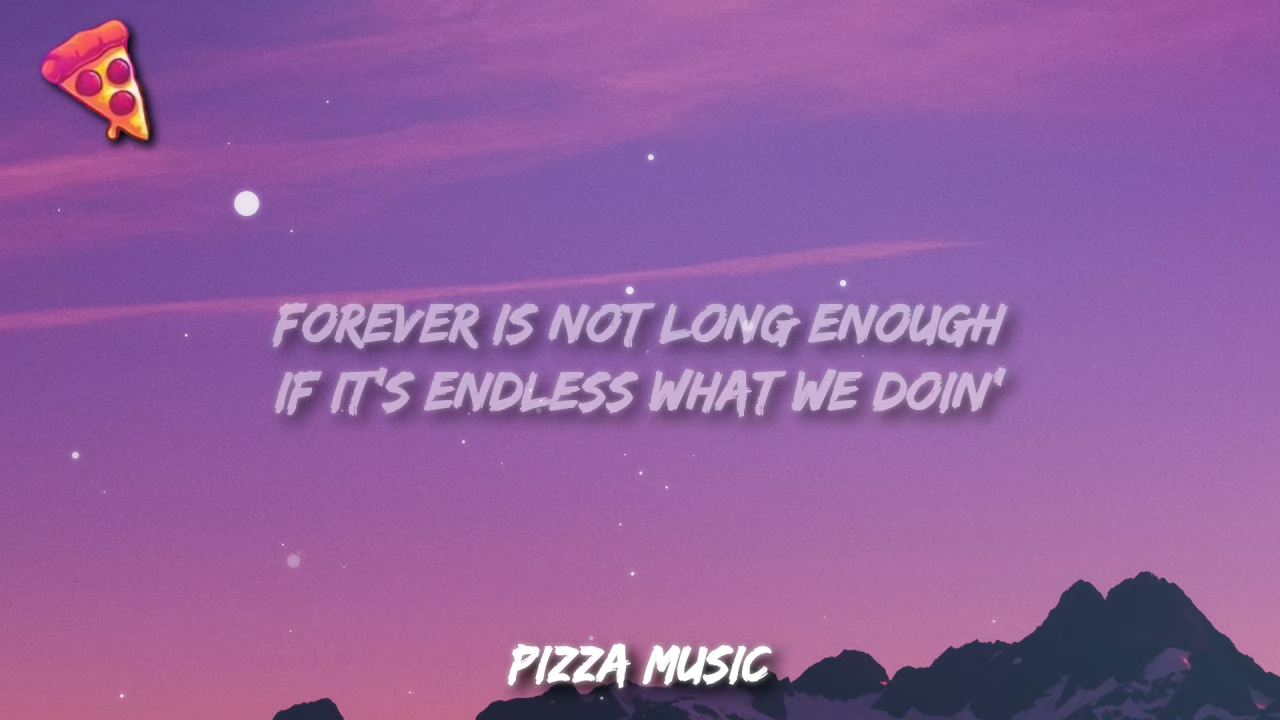 FOREVER IS NOT LONG ENOUGH
IF IT'S ENDLESS WHAT WE DOIN'
PIZZA MUSIC